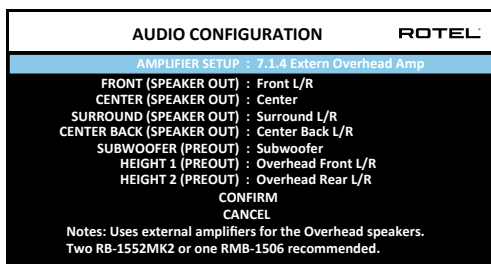 AUDIO CONFIGURATION ROTEL
AMPLIFIER SETUP : 7.1.4 Extern Overhead Amp
FRONT (SPEAKER OUT) : Front L/R
CENTER (SPEAKER OUT) : Center
SURROUND (SPEAKER OUT) : Surround L/R
CENTER BACK (SPEAKER OUT) : Center Back L/R
SUBWOOFER (PREOUT) : Subwoofer
HEIGHT 1 (PREOUT) : Overhead Front L/R
HEIGHT 2 (PREOUT) : Overhead Rear L/R
CONFIRM
CANCEL
Notes: Uses external amplifiers for the Overhead speakers.
Two RB-1552MK2 or one RMB-1506 recommended.